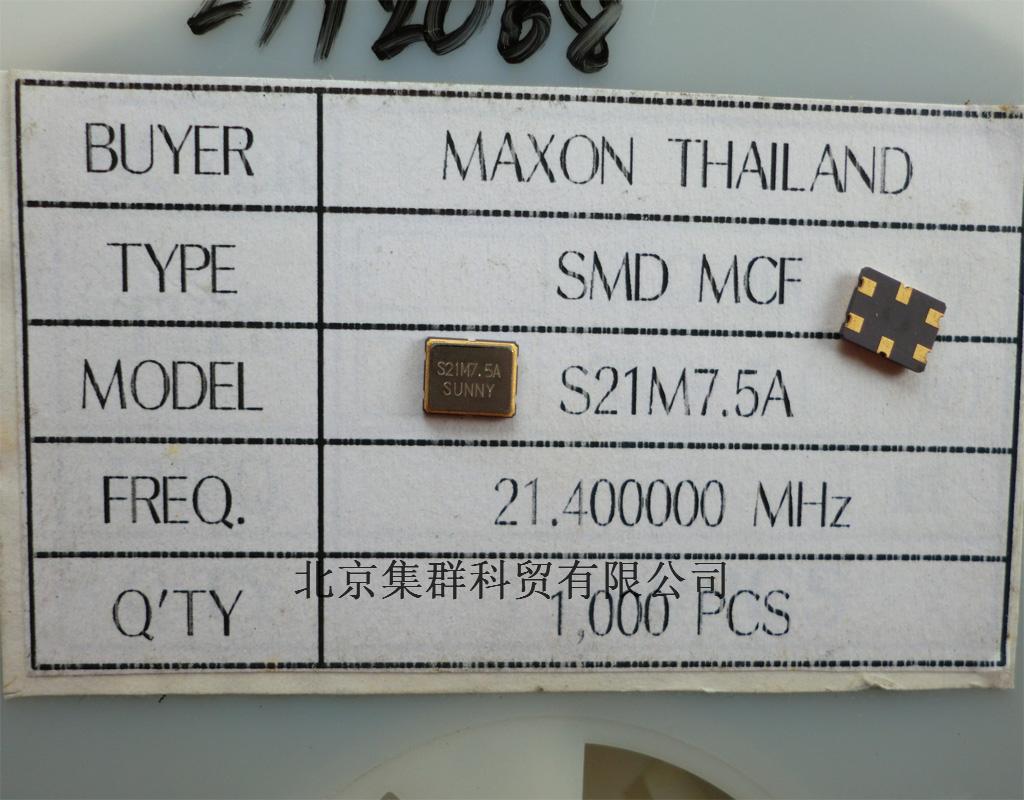 BUYER MAXON THAILAND
TYPE SMD MCF
MODEL S21M7.5A
S21M7.5A
SUNNY
FREQ. 21.400000 MHz
北京集群科贸有限公司
Q'TY 1,000 PCS